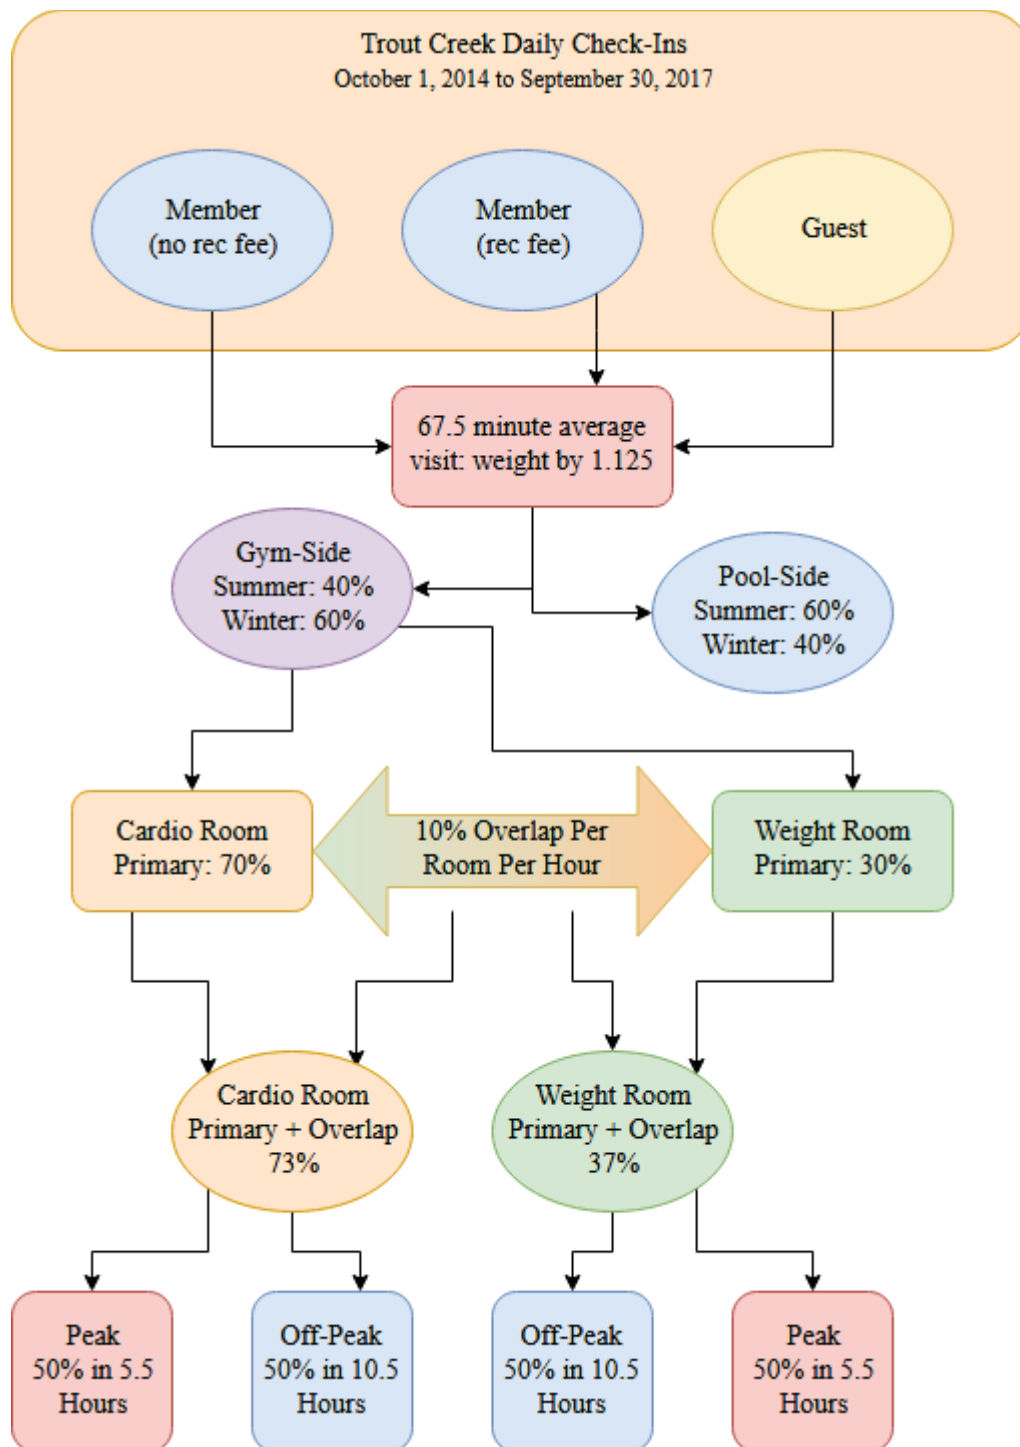 Trout Creek Daily Check-Ins
October 1, 2014 to September 30, 2017
Member
(no rec fee)
Member
(rec fee)
Guest
67.5 minute average
visit: weight by 1.125
Gym-Side
Summer: 40%
Winter: 60%
Pool-Side
Summer: 60%
Winter: 40%
Cardio Room
Primary: 70%
10% Overlap Per
Room Per Hour
Weight Room
Primary: 30%
Cardio Room
Primary + Overlap
73%
Weight Room
Primary + Overlap
37%
Peak
50% in 5.5
Hours
Off-Peak
50% in 10.5
Hours
Off-Peak
50% in 10.5
Hours
Peak
50% in 5.5
Hours